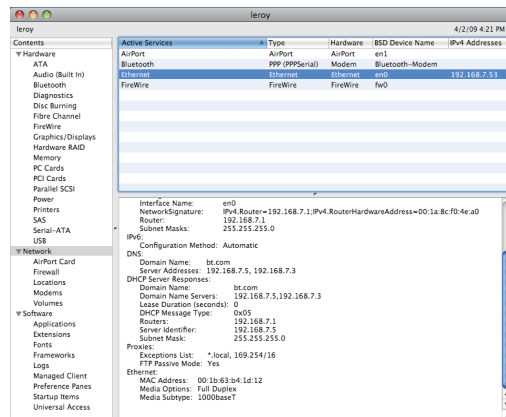 leroy
leroy 4/2/09 4:21 PM
Contents
Hardware
ATA
Audio (Built In)
Bluetooth
Diagnostics
Disc Burning
Fibre Channel
FireWire
Graphics/Displays
Hardware RAID
Memory
PC Cards
PCI Cards
Parallel SCSI
Power
Printers
SAS
Serial-ATA
USB
Network
AirPort Card
Firewall
Locations
Modems
Volumes
Software
Applications
Extensions
Fonts
Frameworks
Logs
Managed Client
Preference Panes
Startup Items
Universal Access
Active Services Type Hardware BSD Device Name IPv4 Addresses
AirPort AirPort AirPort en1
Bluetooth PPP (PPPSerial) Modem Bluetooth-Modem
Ethernet Ethernet Ethernet en0 192.168.7.53
FireWire FireWire FireWire fw0
Interface Name: en0
NetworkSignature: IPv4.Router=192.168.7.1;IPv4.RouterHardwareAddress=00:1a:8c:f0:4e:a0
Router: 192.168.7.1
Subnet Masks: 255.255.255.0
IPv6:
Configuration Method: Automatic
DNS:
Domain Name: bt.com
Server Addresses: 192.168.7.5, 192.168.7.3
DHCP Server Responses:
Domain Name: bt.com
Domain Name Servers: 192.168.7.5,192.168.7.3
Lease Duration (seconds): 0
DHCP Message Type: 0x05
Routers: 192.168.7.1
Server Identifier: 192.168.7.5
Subnet Mask: 255.255.255.0
Proxies:
Exceptions List: *.local, 169.254/16
FTP Passive Mode: Yes
Ethernet:
MAC Address: 00:1b:63:b4:1d:12
Media Options: Full Duplex
Media Subtype: 1000baseT